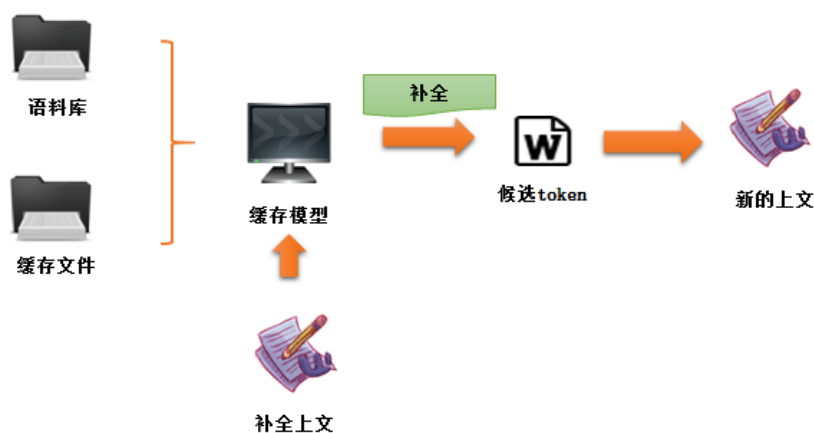 语料库
缓存文件
缓存模型
补全上文
补全
W
候选token
新的上文